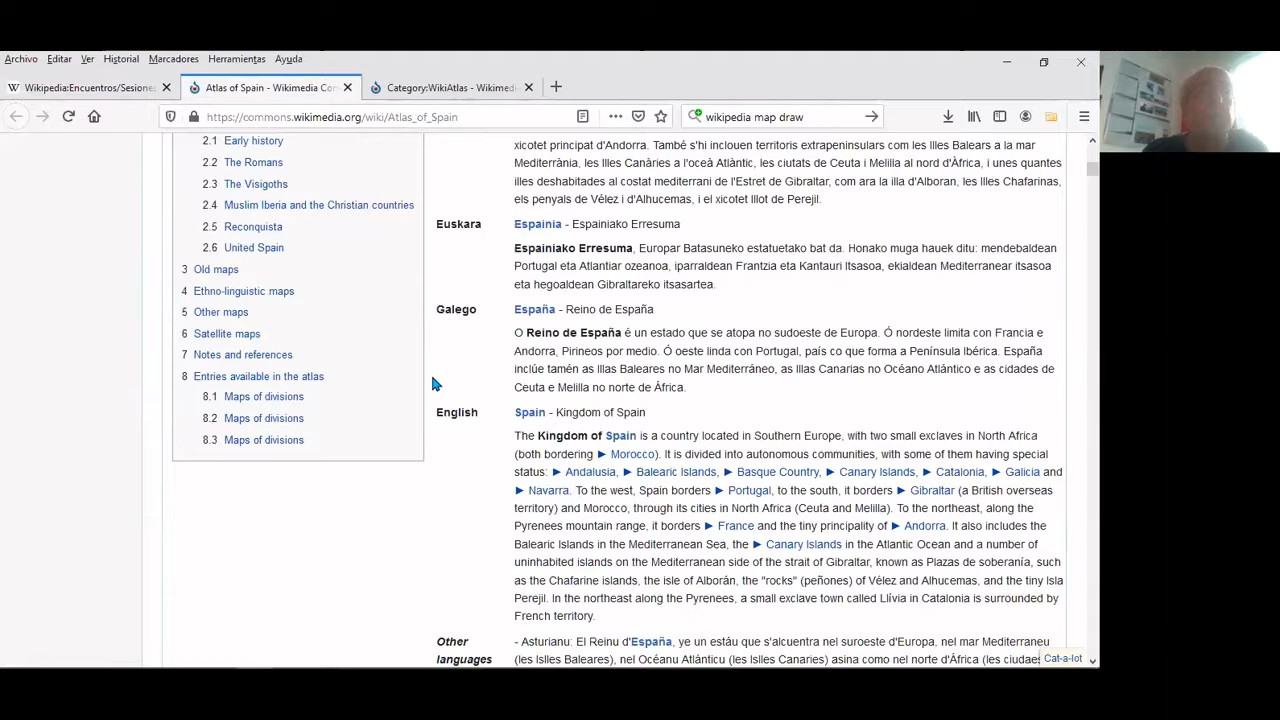 Archivo Editar Ver Historial Marcadores Herramientas Ayuda
Wikipedia:Encuentros/Sesione
Atlas of Spain - Wikimedia Com
Category:WikiAtlas - Wikimed
https://commons.wikimedia.org/wiki/Atlas_of_Spain
wikipedia map draw
2.1 Early history
2.2 The Romans
2.3 The Visigoths
2.4 Muslim Iberia and the Christian countries
2.5 Reconquista
2.6 United Spain
3 Old maps
4 Ethno-linguistic maps
5 Other maps
6 Satellite maps
7 Notes and references
8 Entries available in the atlas
8.1 Maps of divisions
8.2 Maps of divisions
8.3 Maps of divisions
xicotet principat d'Andorra. També s'hi inclouen territoris extrapeninsulars com les Illes Balears a la mar
Mediterrània, les Illes Canàries a l'oceà Atlàntic, les ciutats de Ceuta i Melilla al nord d'Àfrica, i unes quantes
illes deshabitades al costat mediterrani de l'Estret de Gibraltar, com ara la illa d'Alboran, les Illes Chafarinas,
els penyals de Vélez i d'Alhucemas, i el xicotet Illot de Perejil.
Euskara
Espainia - Espainiako Erresuma
Espainiako Erresuma, Europar Batasuneko estatuetako bat da. Honako muga hauek ditu: mendebaldean
Portugal eta Atlantiar ozeanoa, iparraldean Frantzia eta Kantauri Itsasoa, ekialdean Mediterranear itsasoa
eta hegoaldean Gibraltareko itsasartea.
Galego
España - Reino de España
O Reino de España é un estado que se atopa no sudoeste de Europa. Ó nordeste limita con Francia e
Andorra, Pirineos por medio. Ó oeste linda con Portugal, país co que forma a Península Ibérica. España
inclúe tamén as Illas Baleares no Mar Mediterráneo, as Illas Canarias no Océano Atlántico e as cidades de
Ceuta e Melilla no norte de África.
English
Spain - Kingdom of Spain
The Kingdom of Spain is a country located in Southern Europe, with two small exclaves in North Africa
(both bordering ► Morocco). It is divided into autonomous communities, with some of them having special
status: ► Andalusia, ► Balearic Islands, ► Basque Country, ► Canary Islands, ► Catalonia, ► Galicia and
► Navarra. To the west, Spain borders ► Portugal, to the south, it borders ► Gibraltar (a British overseas
territory) and Morocco, through its cities in North Africa (Ceuta and Melilla). To the northeast, along the
Pyrenees mountain range, it borders ► France and the tiny principality of ► Andorra. It also includes the
Balearic Islands in the Mediterranean Sea, the ► Canary Islands in the Atlantic Ocean and a number of
uninhabited islands on the Mediterranean side of the strait of Gibraltar, known as Plazas de soberanía, such
as the Chafarine islands, the isle of Alborán, the "rocks" (peñones) of Vélez and Alhucemas, and the tiny Isla
Perejil. In the northeast along the Pyrenees, a small exclave town called Llívia in Catalonia is surrounded by
French territory.
Other
languages
- Asturianu: El Reinu d'España, ye un estáu que s'alcuentra nel suroeste d'Europa, nel mar Mediterraneu
(les Islles Baleares), nel Océanu Atlánticu (les Islles Canaries) asina como nel norte d'África (les ciudaes
Cat-a-lot